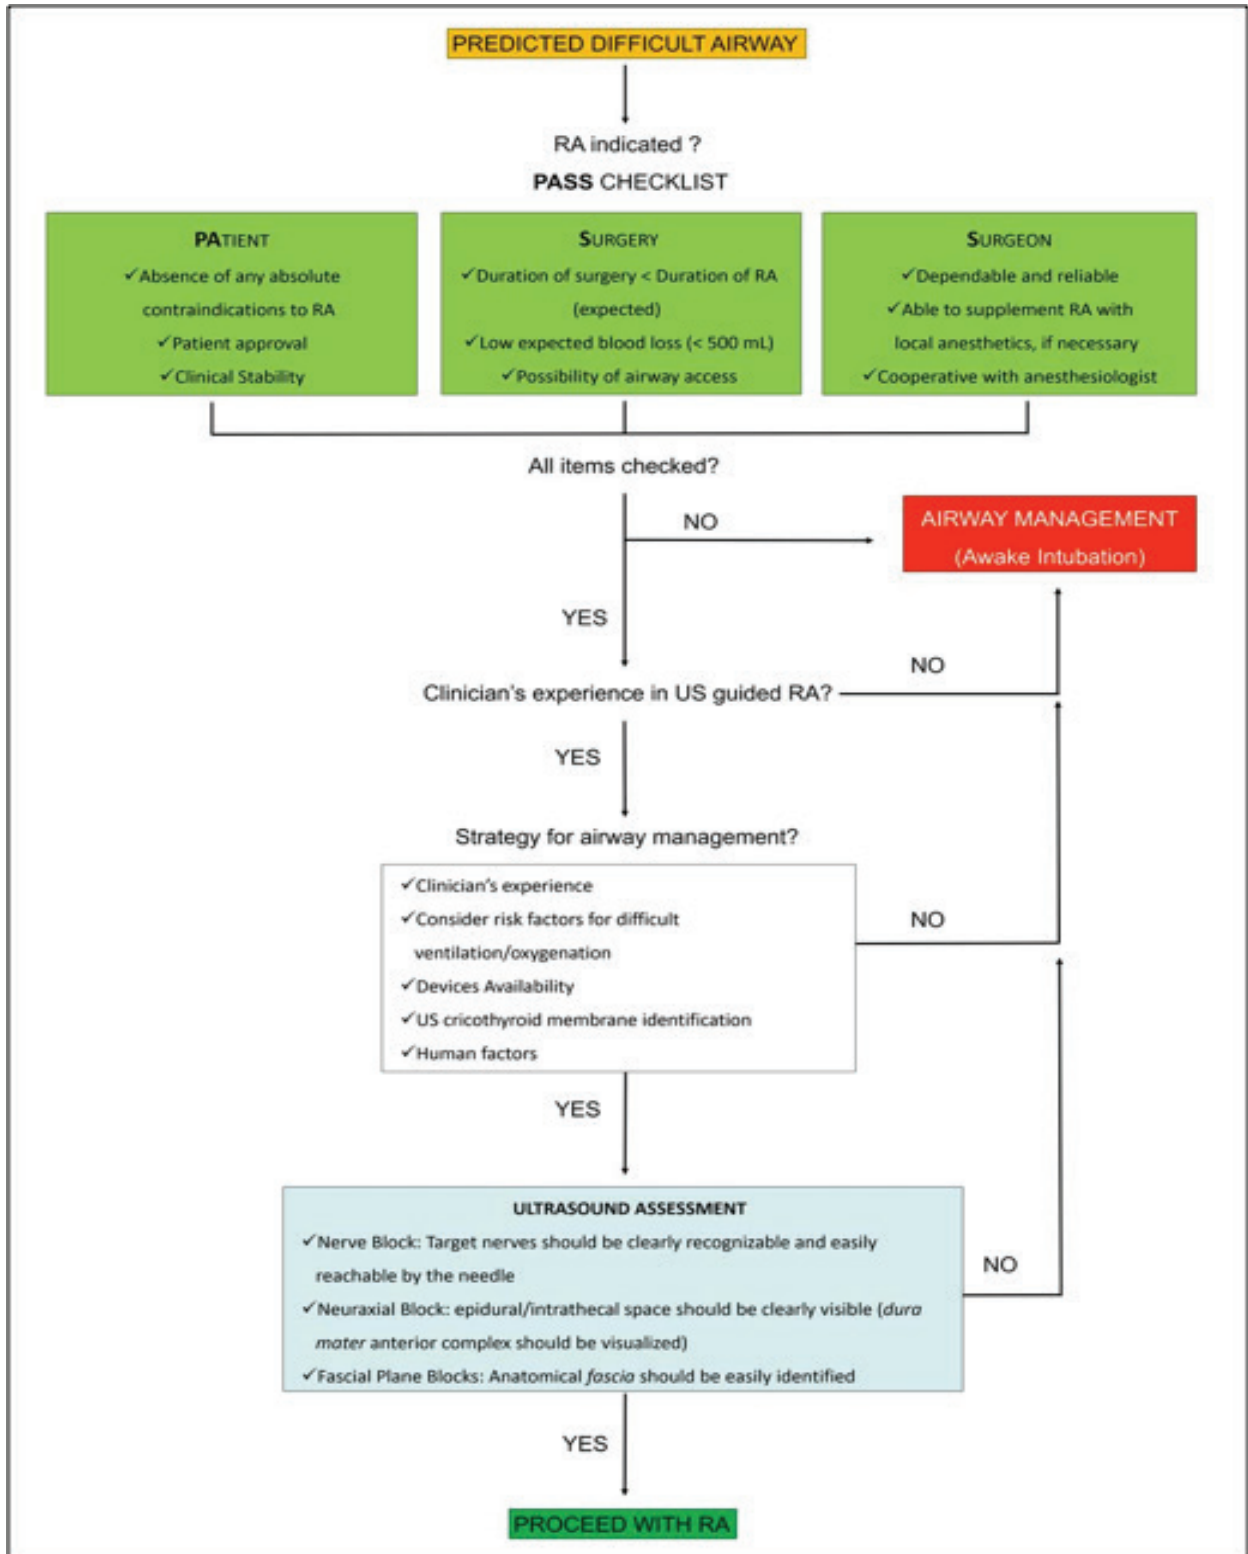 PREDICTED DIFFICULT AIRWAY
RA indicated ?
PASS CHECKLIST
PATIENT
✓Absence of any absolute
contraindications to RA
✓Patient approval
✓Clinical Stability
SURGERY
✓Duration of surgery < Duration of RA
(expected)
✓Low expected blood loss (< 500 mL)
✓Possibility of airway access
SURGEON
✓Dependable and reliable
✓Able to supplement RA with
local anesthetics, if necessary
✓Cooperative with anesthesiologist
All items checked?
NO
AIRWAY MANAGEMENT
(Awake Intubation)
YES
NO
Clinician's experience in US guided RA?
YES
Strategy for airway management?
✓Clinician's experience
✓Consider risk factors for difficult
ventilation/oxygenation
✓Devices Availability
✓US cricothyroid membrane identification
✓Human factors
NO
YES
ULTRASOUND ASSESSMENT
✓Nerve Block: Target nerves should be clearly recognizable and easily
reachable by the needle
✓Neuraxial Block: epidural/intrathecal space should be clearly visible (dura
mater anterior complex should be visualized)
✓Fascial Plane Blocks: Anatomical fascia should be easily identified
NO
YES
PROCEED WITH RA